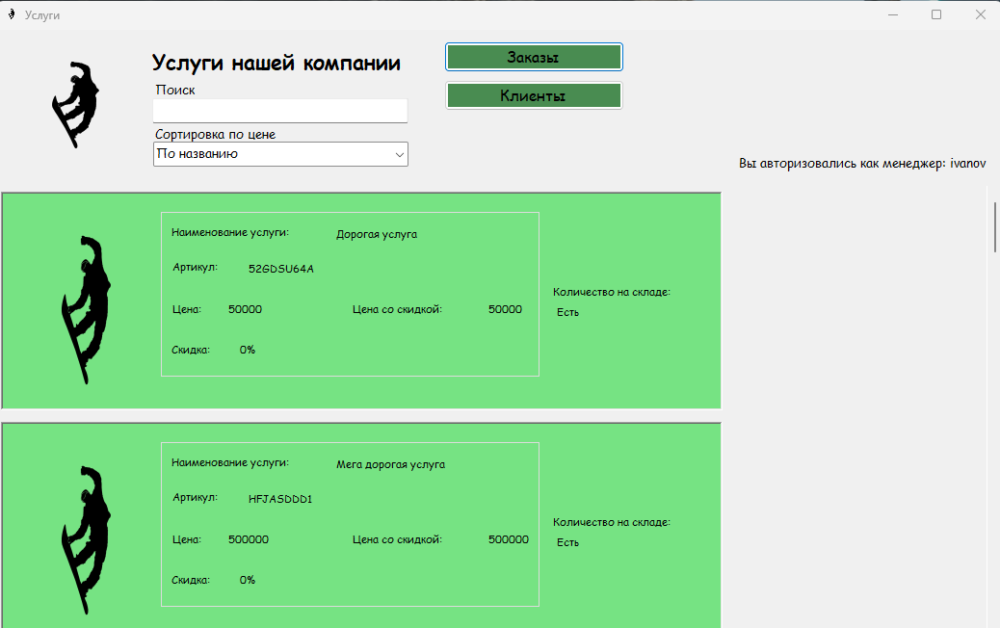 Услуги
Услуги нашей компании
Заказы
Поиск
Клиенты
Сортировка по цене
По названию
Вы авторизовались как менеджер: ivanov
Наименование услуги: Дорогая услуга
Артикул: 52GDSU64A
Количество на складе:
Цена: 50000 Цена со скидкой: 50000
Есть
Скидка: 0%
Наименование услуги: Мега дорогая услуга
Артикул: HFJASDDD1
Количество на складе:
Цена: 500000 Цена со скидкой: 500000
Есть
Скидка: 0%